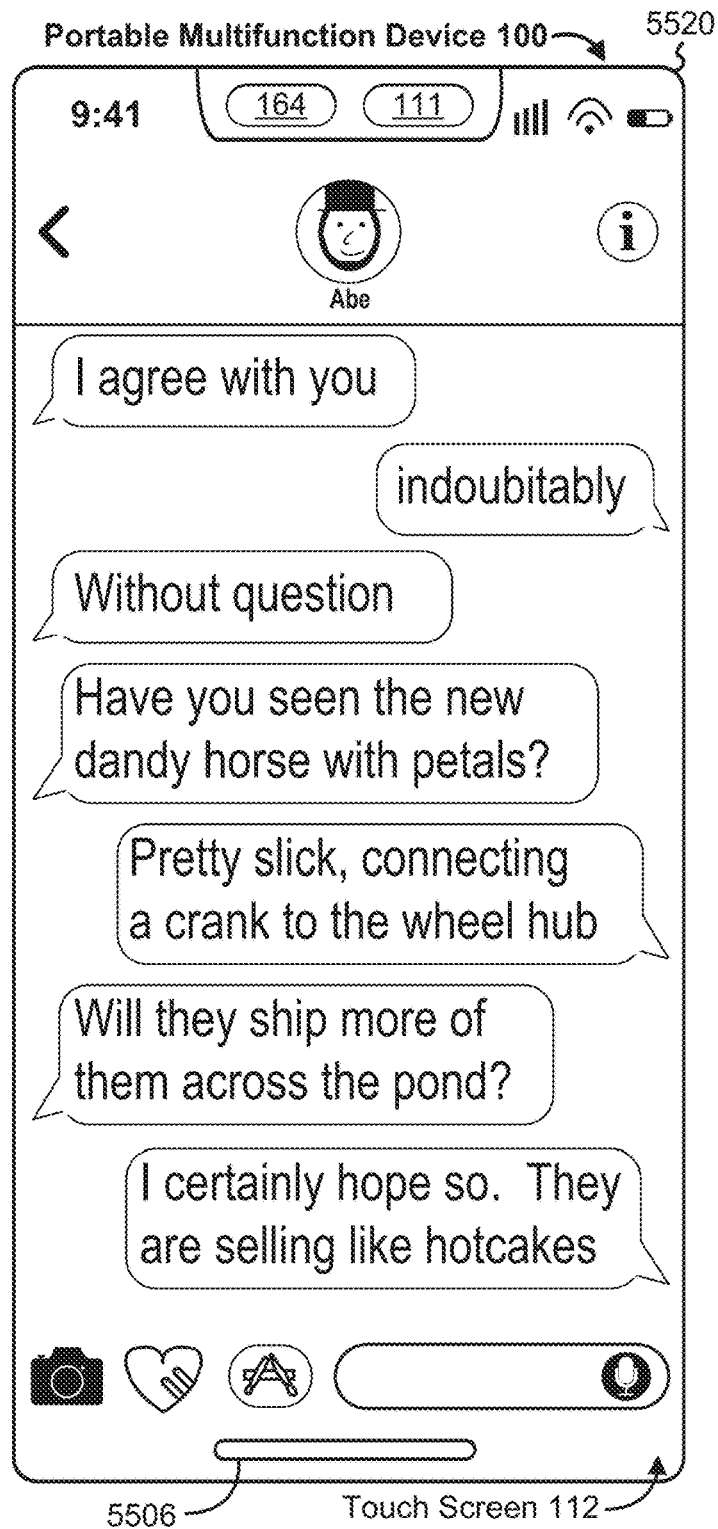 Portable Multifunction Device 100
5520
9:41
164
111
i
Abe
I agree with you
indoubitably
Without question
Have you seen the new
dandy horse with petals?
Pretty slick, connecting
a crank to the wheel hub
Will they ship more of
them across the pond?
I certainly hope so.  They
are selling like hotcakes
5506
Touch Screen 112